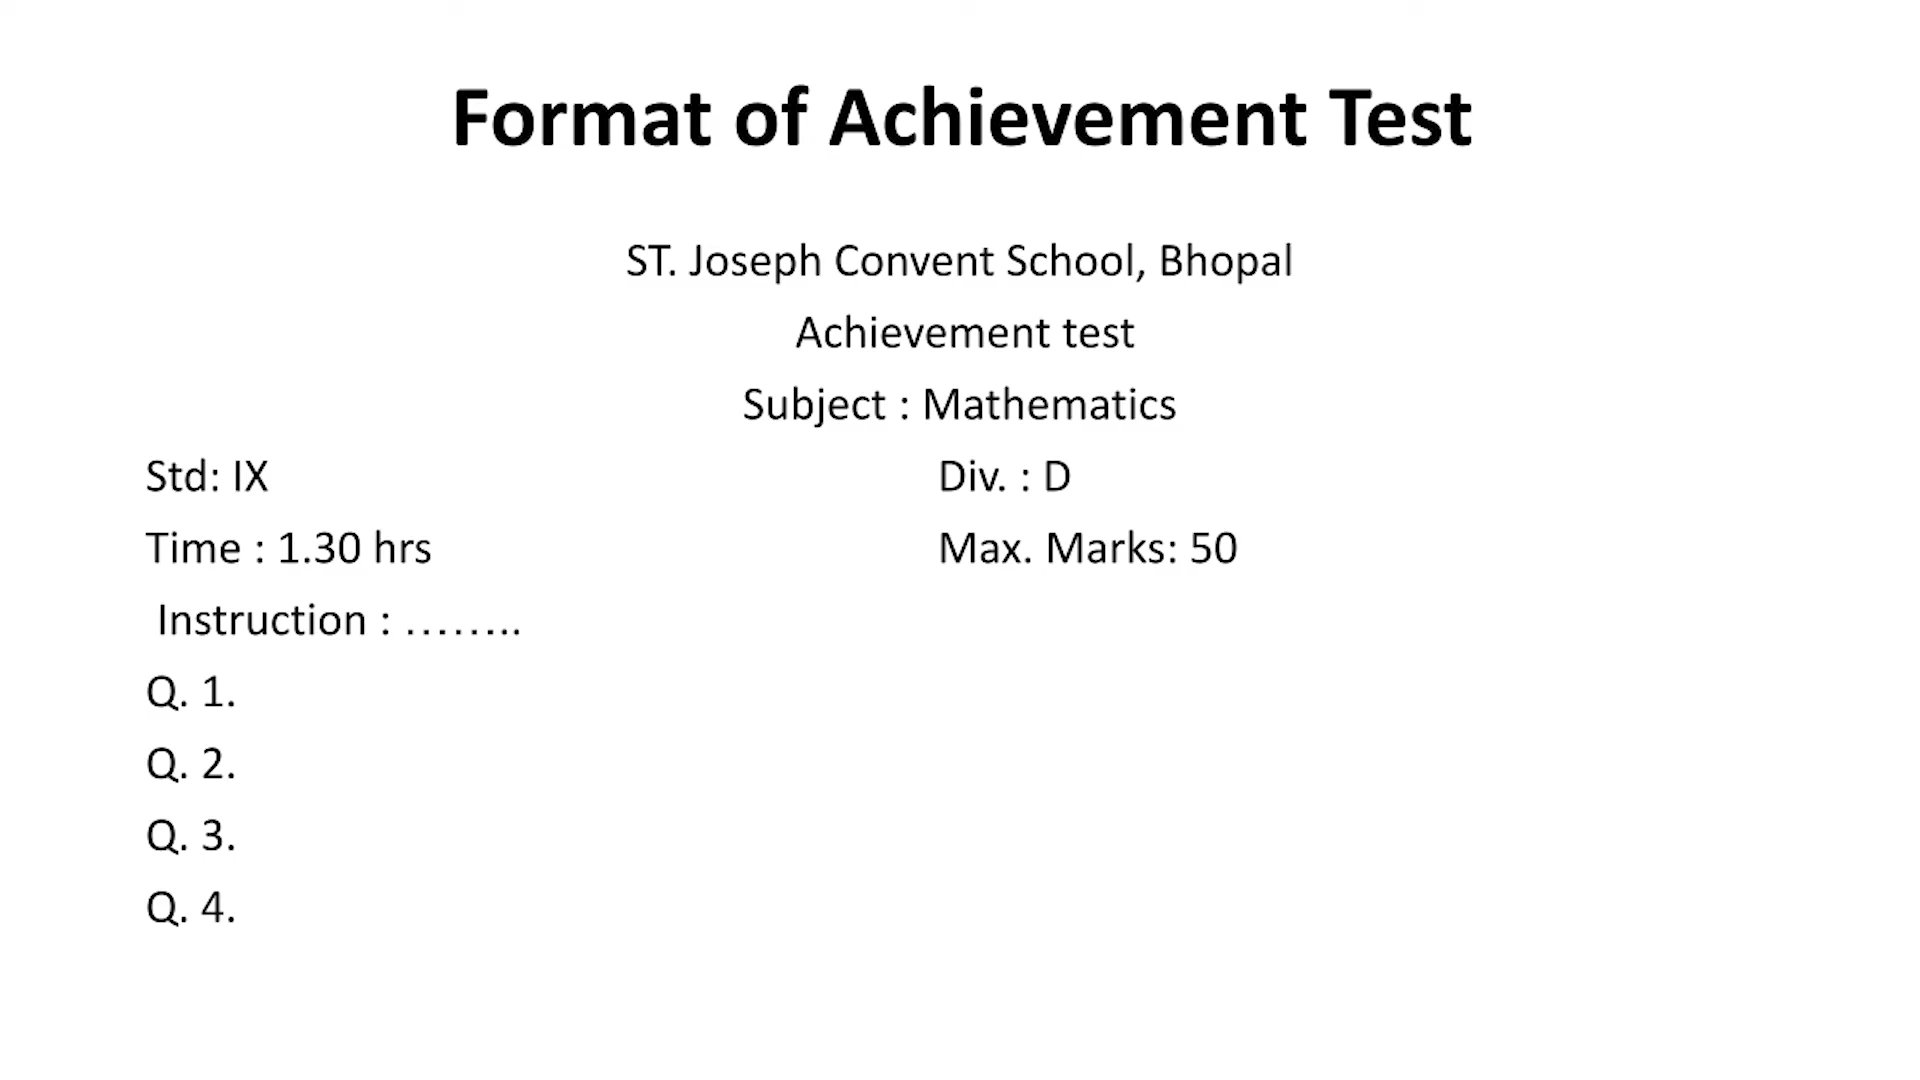 Format of Achievement Test
ST. Joseph Convent School, Bhopal
Achievement test
Subject : Mathematics
Std: IX Div. : D
Time : 1.30 hrs Max. Marks: 50
Instruction : ……..
Q. 1.
Q. 2.
Q. 3.
Q. 4.